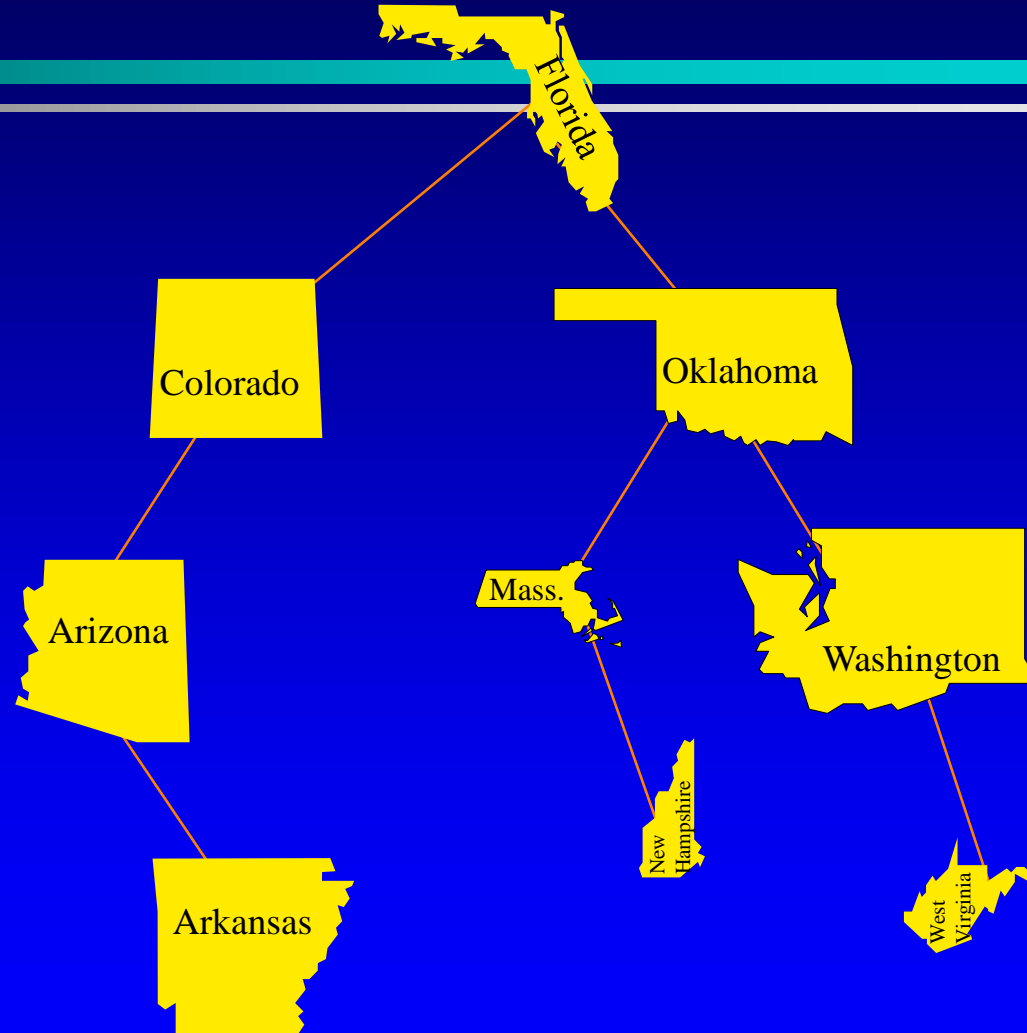 Florida
Colorado
Oklahoma
Arizona
Mass.
Washington
New
Hampshire
Arkansas
West
Virginia